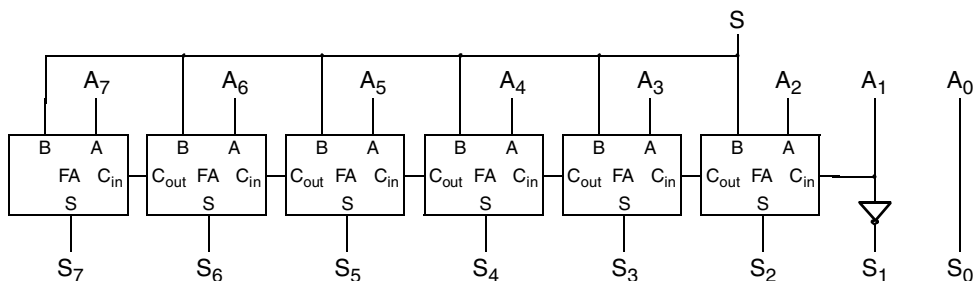 S
A7 A6 A5 A4 A3 A2 A1 A0
B A B A B A B A B A B A
FA Cin Cout FA Cin Cout FA Cin Cout FA Cin Cout FA Cin Cout FA Cin
S S S S S S
S7 S6 S5 S4 S3 S2 S1 S0